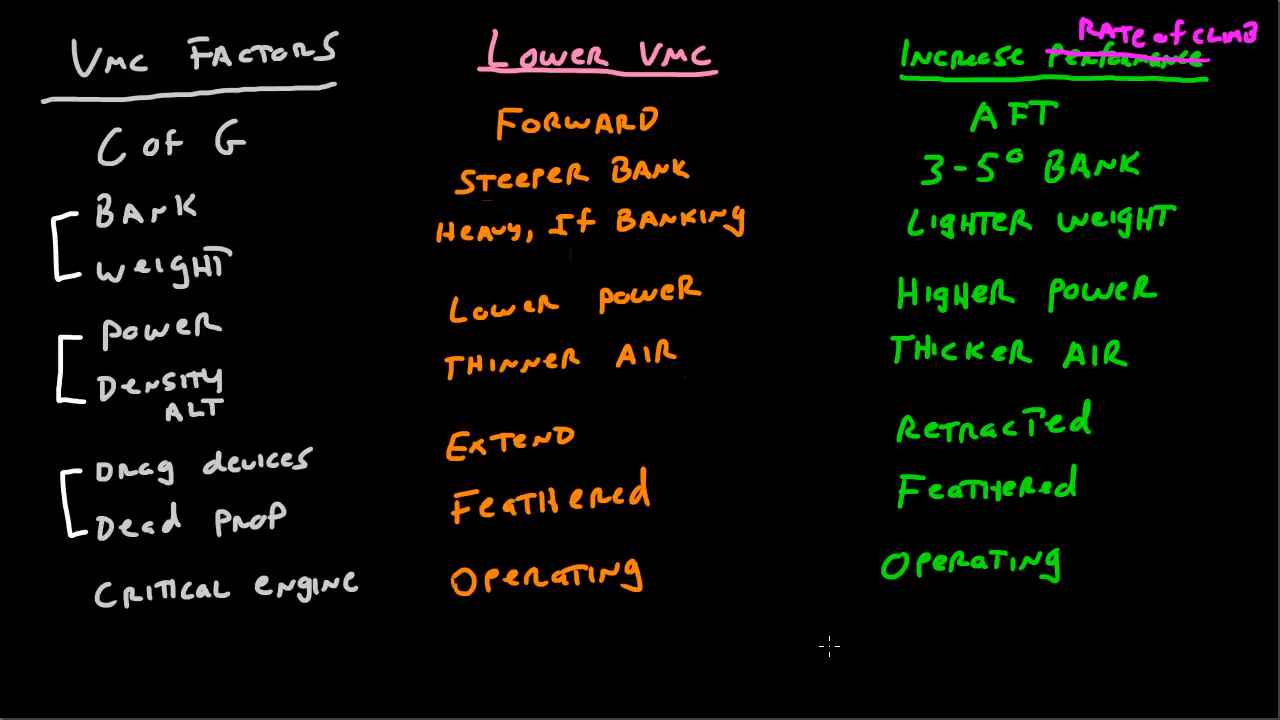 VMC FACTORS
LOWER VMC
RATE of CLIMB
INCREASE Performance
C of G
FORWARD
AFT
BANK
STEEPER BANK
3-5° BANK
WEIGHT
HEAVY, If BANKING
LIGHTER WEIGHT
POWER
LOWER POWER
HIGHER POWER
DENSITY ALT
THINNER AIR
THICKER AIR
DRAG devices
EXTEND
RETRACTED
Dead PROP
FEATHERED
FEATHERED
CRITICAL ENGINE
OPERATING
OPERATING